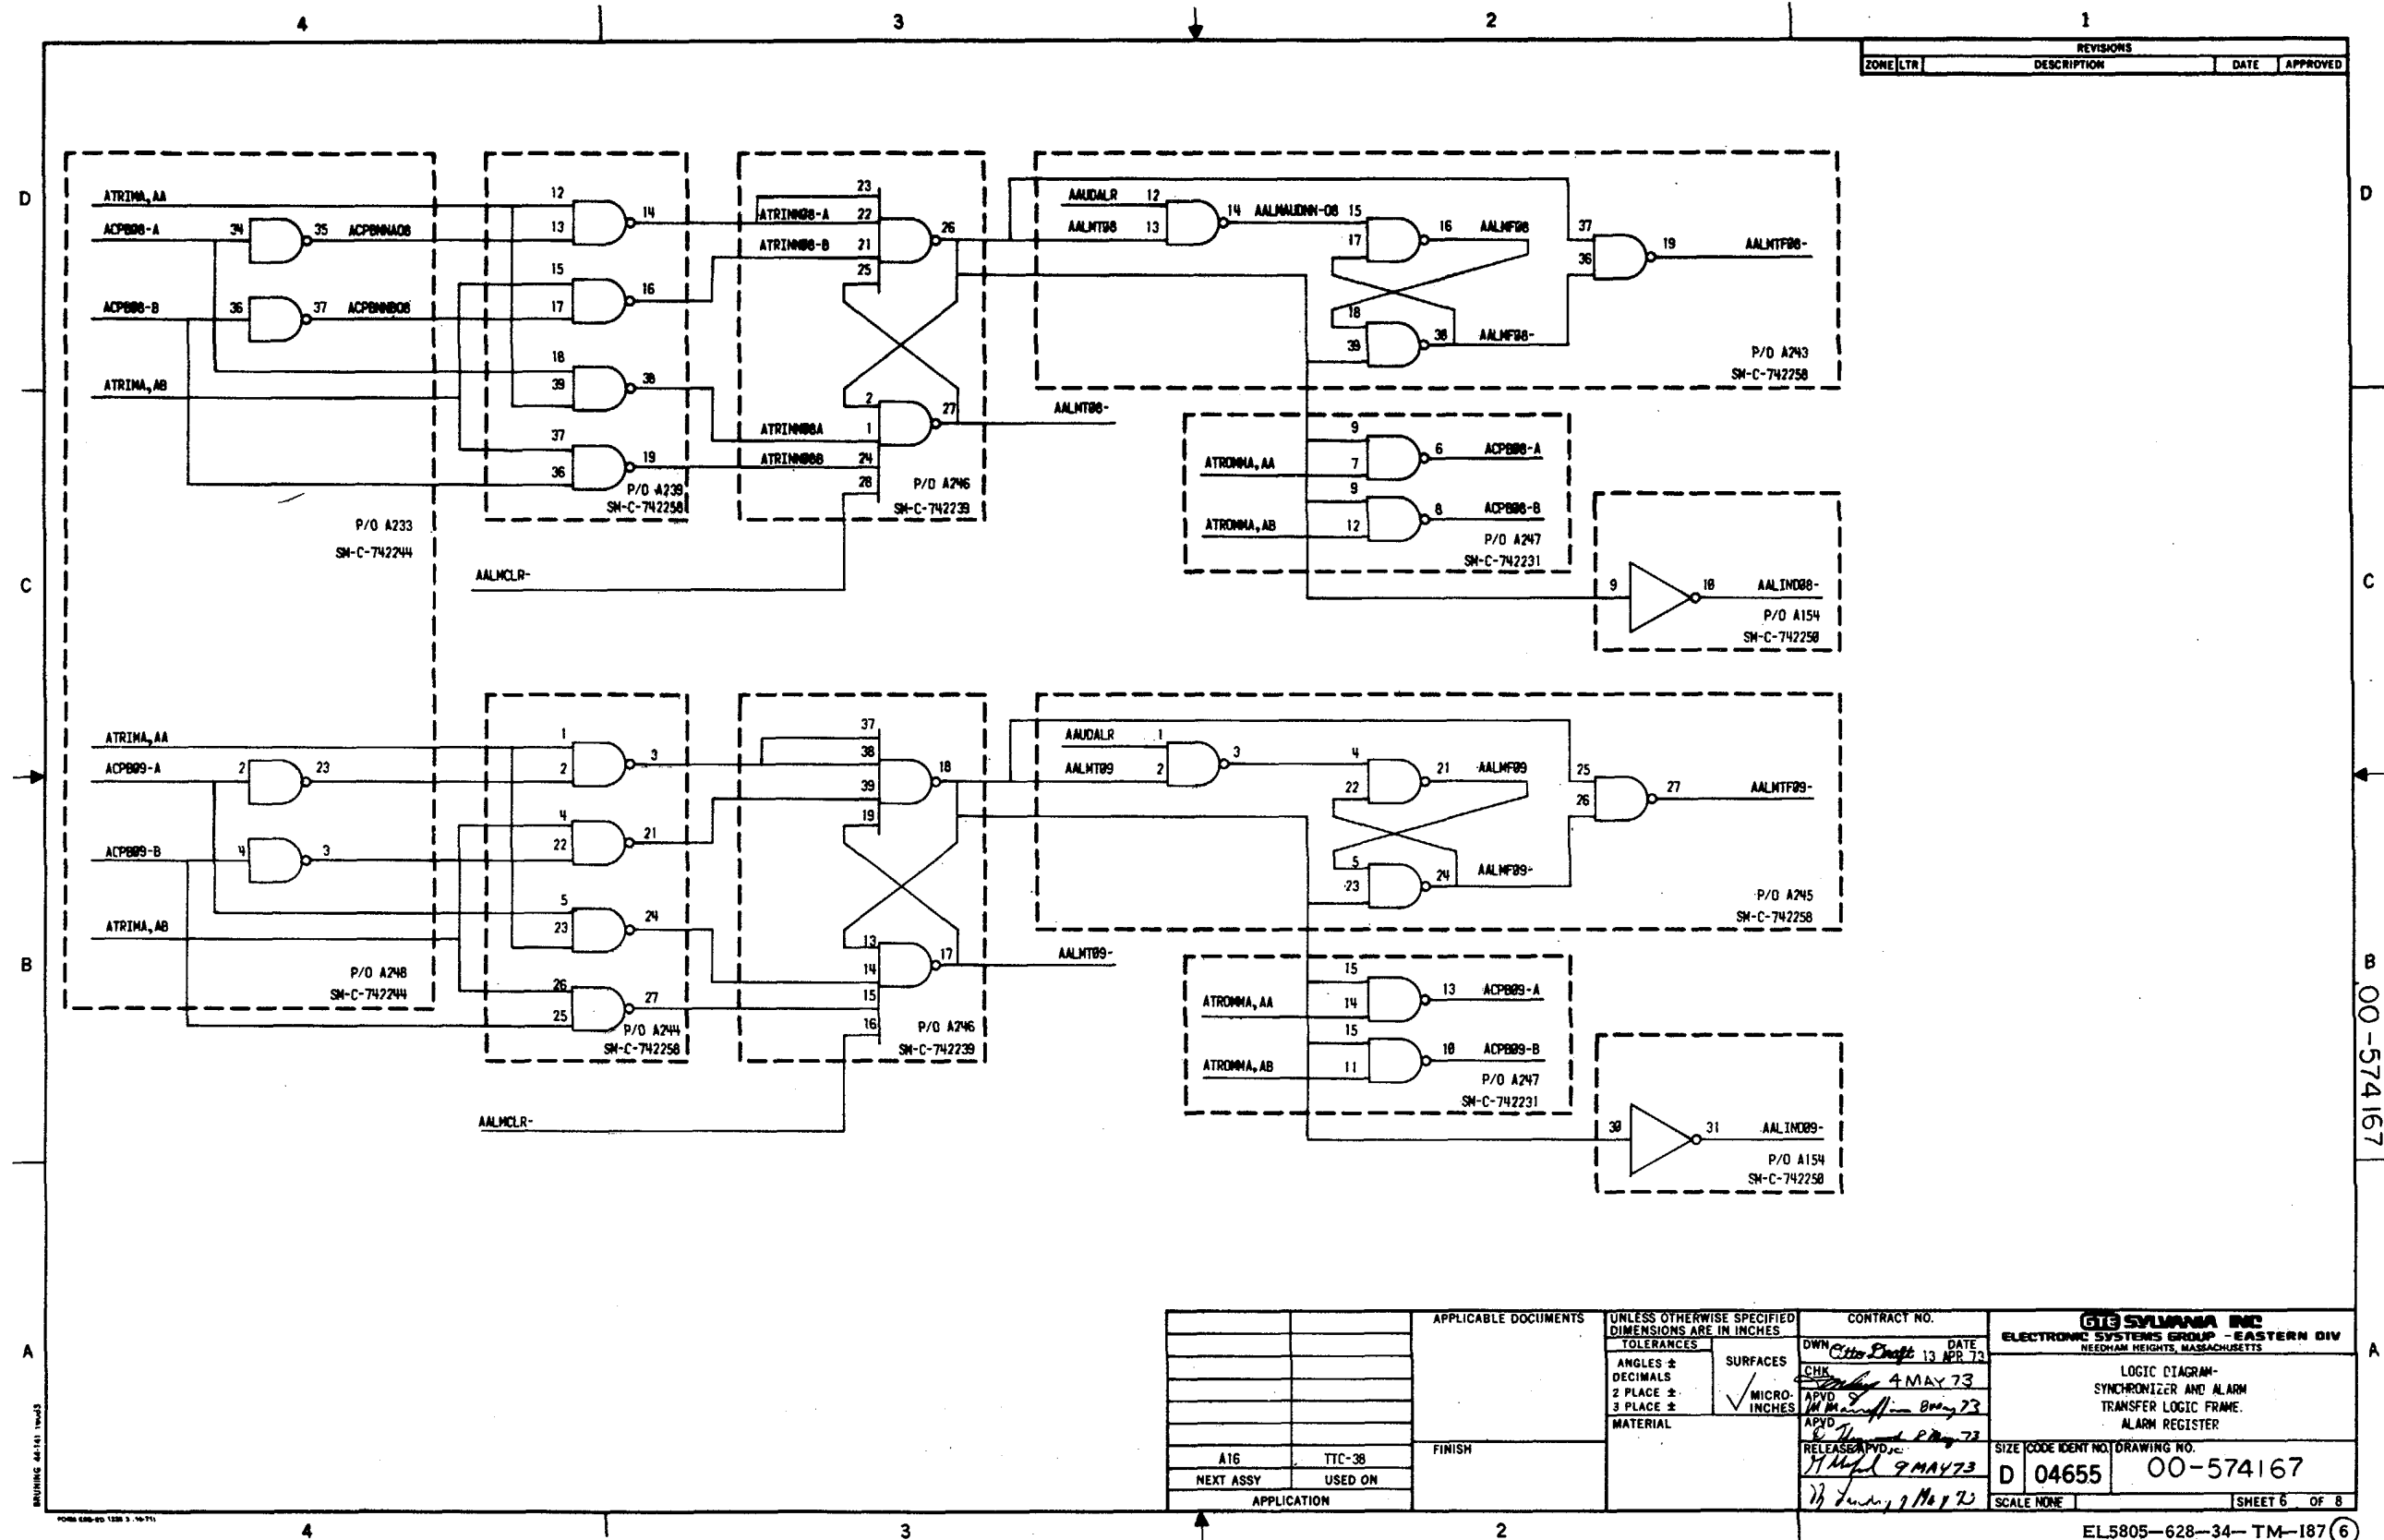 4 3 2 1
REVISIONS
ZONE LTR DESCRIPTION DATE APPROVED
D D
ATRIMA,AA
ACPB08-A 34 35 ACPBNNA08
ACPB08-B 36 37 ACPBNNB08
ATRIMA,AB
P/O A233
SM-C-742244
12 13 14
15 17 16
18 39 38
37 36 19
P/O A239
SM-C-742258
23
ATRINN08-A 22
ATRINN08-B 21
25 26
2 27
ATRINN08A 1
ATRINN08B 24
28
P/O A246
SM-C-742239
AALMCLR-
AALMT08-
AAUDALR 12
AALMT08 13
14 AALMAUDNN-08 15
17 16 AALMF08
18
39 38 AALMF08-
37
36 19 AALMTF08-
P/O A243
SM-C-742258
9 6 ACPB08-A
ATROMMA,AA 7
9 8 ACPB08-B
ATROMMA,AB 12
P/O A247
SM-C-742231
9 10 AALIND08-
P/O A154
SM-C-742250
C C
ATRIMA,AA
ACPB09-A 2 23
ACPB09-B 4 3
ATRIMA,AB
P/O A248
SM-C-742244
1 2 3
4 22 21
5 23 24
26 25 27
P/O A244
SM-C-742258
37
38
39
19 18
13 17
14
15
16
P/O A246
SM-C-742239
AALMCLR-
AALMT09-
AAUDALR 1
AALMT09 2
3 4
22 21 AALMF09
5
23 24 AALMF09-
25
26 27 AALMTF09-
P/O A245
SM-C-742258
15 13 ACPB09-A
ATROMMA,AA 14
15 10 ACPB09-B
ATROMMA,AB 11
P/O A247
SM-C-742231
30 31 AALIND09-
P/O A154
SM-C-742250
B B
00-574167
A A
A16 TTC-38
NEXT ASSY USED ON
APPLICATION
APPLICABLE DOCUMENTS
FINISH
UNLESS OTHERWISE SPECIFIED
DIMENSIONS ARE IN INCHES
TOLERANCES
ANGLES ±
DECIMALS
2 PLACE ±
3 PLACE ±
SURFACES
MICRO-
INCHES
MATERIAL
CONTRACT NO.
DWN Otto Draft DATE 13 APR 73
CHK 4 MAY 73
APVD
APVD
RELEASE APVD 9 MAY 73
GTE SYLVANIA INC
ELECTRONIC SYSTEMS GROUP - EASTERN DIV
NEEDHAM HEIGHTS, MASSACHUSETTS
LOGIC DIAGRAM-
SYNCHRONIZER AND ALARM
TRANSFER LOGIC FRAME.
ALARM REGISTER
SIZE CODE IDENT NO. DRAWING NO.
D 04655 00-574167
SCALE NONE SHEET 6 OF 8
4 3 2
EL5805-628-34-TM-187 (6)